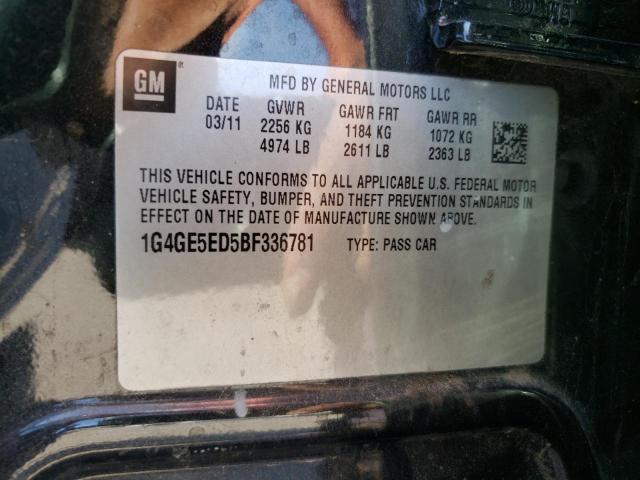 GM
MFD BY GENERAL MOTORS LLC
DATE GVWR GAWR FRT GAWR RR
03/11 2256 KG 1184 KG 1072 KG
4974 LB 2611 LB 2363 LB
THIS VEHICLE CONFORMS TO ALL APPLICABLE U.S. FEDERAL MOTOR
VEHICLE SAFETY, BUMPER, AND THEFT PREVENTION STANDARDS IN
EFFECT ON THE DATE OF MANUFACTURE SHOWN ABOVE.
1G4GE5ED5BF336781 TYPE: PASS CAR